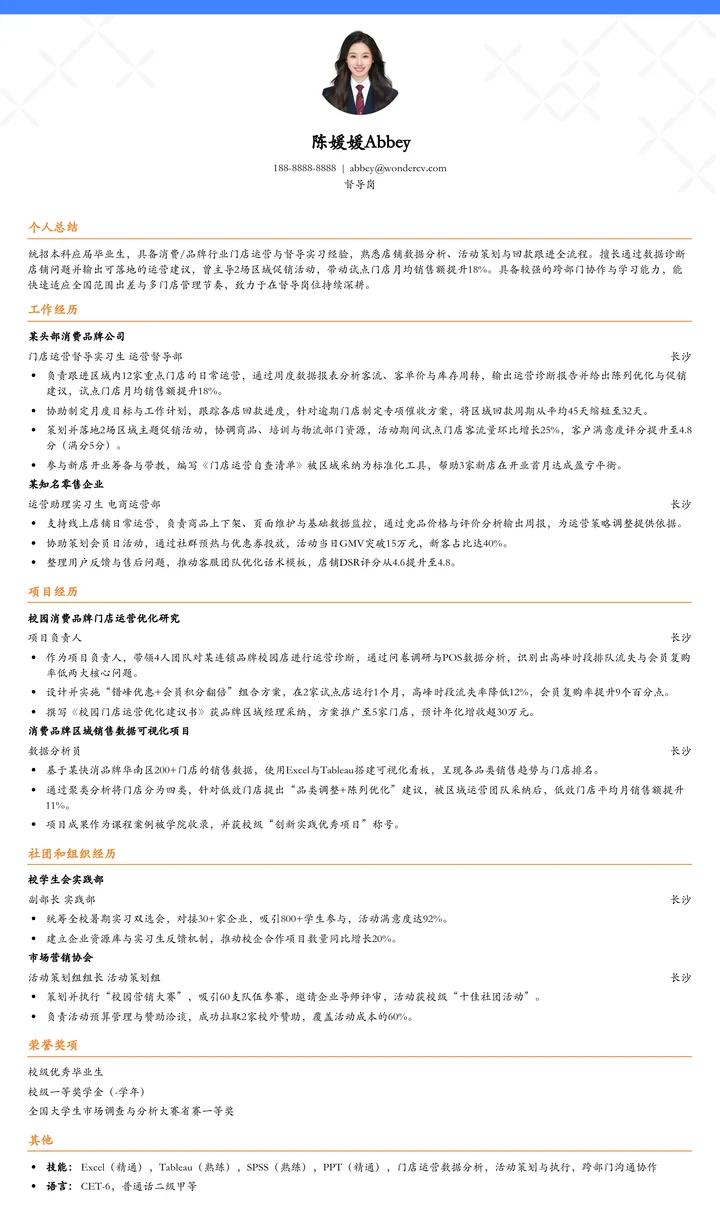 陈媛媛Abbey
188-8888-8888 | abbey@wondercv.com
督导岗
个人总结
统招本科应届毕业生，具备消费/品牌行业门店运营与督导实习经验，熟悉店铺数据分析、活动策划与回款跟进全流程。擅长通过数据诊断
店铺问题并输出可落地的运营建议，曾主导2场区域促销活动，带动试点门店月均销售额提升18%。具备较强的跨部门协作与学习能力，能
快速适应全国范围出差与多门店管理节奏，致力于在督导岗位持续深耕。
工作经历
某头部消费品牌公司
门店运营督导实习生 运营督导部 长沙
• 负责跟进区域内12家重点门店的日常运营，通过周度数据报表分析客流、客单价与库存周转，输出运营诊断报告并给出陈列优化与促销
建议，试点门店月均销售额提升18%。
• 协助制定月度目标与工作计划，跟踪各店回款进度，针对逾期门店制定专项催收方案，将区域回款周期从平均45天缩短至32天。
• 策划并落地2场区域主题促销活动，协调商品、培训与物流部门资源，活动期间试点门店客流量环比增长25%，客户满意度评分提升至4.8
分（满分5分）。
• 参与新店开业筹备与带教，编写《门店运营自查清单》被区域采纳为标准化工具，帮助3家新店在开业首月达成盈亏平衡。
某知名零售企业
运营助理实习生 电商运营部 长沙
• 支持线上店铺日常运营，负责商品上下架、页面维护与基础数据监控，通过竞品价格与评价分析输出周报，为运营策略调整提供依据。
• 协助策划会员日活动，通过社群预热与优惠券投放，活动当日GMV突破15万元，新客占比达40%。
• 整理用户反馈与售后问题，推动客服团队优化话术模板，店铺DSR评分从4.6提升至4.8。
项目经历
校园消费品牌门店运营优化研究
项目负责人 长沙
• 作为项目负责人，带领4人团队对某连锁品牌校园店进行运营诊断，通过问卷调研与POS数据分析，识别出高峰时段排队流失与会员复购
率低两大核心问题。
• 设计并实施“错峰优惠+会员积分翻倍”组合方案，在2家试点店运行1个月，高峰时段流失率降低12%，会员复购率提升9个百分点。
• 撰写《校园门店运营优化建议书》获品牌区域经理采纳，方案推广至5家门店，预计年化增收超30万元。
消费品牌区域销售数据可视化项目
数据分析员 长沙
• 基于某快消品牌华南区200+门店的销售数据，使用Excel与Tableau搭建可视化看板，呈现各品类销售趋势与门店排名。
• 通过聚类分析将门店分为四类，针对低效门店提出“品类调整+陈列优化”建议，被区域运营团队采纳后，低效门店平均月销售额提升
11%。
• 项目成果作为课程案例被学院收录，并获校级“创新实践优秀项目”称号。
社团和组织经历
校学生会实践部
副部长 实践部 长沙
• 统筹全校暑期实习双选会，对接30+家企业，吸引800+学生参与，活动满意度达92%。
• 建立企业资源库与实习生反馈机制，推动校企合作项目数量同比增长20%。
市场营销协会
活动策划组组长 活动策划组 长沙
• 策划并执行“校园营销大赛”，吸引60支队伍参赛，邀请企业导师评审，活动获校级“十佳社团活动”。
• 负责活动预算管理与赞助洽谈，成功拉取2家校外赞助，覆盖活动成本的60%。
荣誉奖项
校级优秀毕业生
校级一等奖学金（-学年）
全国大学生市场调查与分析大赛省赛一等奖
其他
• 技能： Excel（精通），Tableau（熟练），SPSS（熟练），PPT（精通），门店运营数据分析，活动策划与执行，跨部门沟通协作
• 语言： CET-6，普通话二级甲等